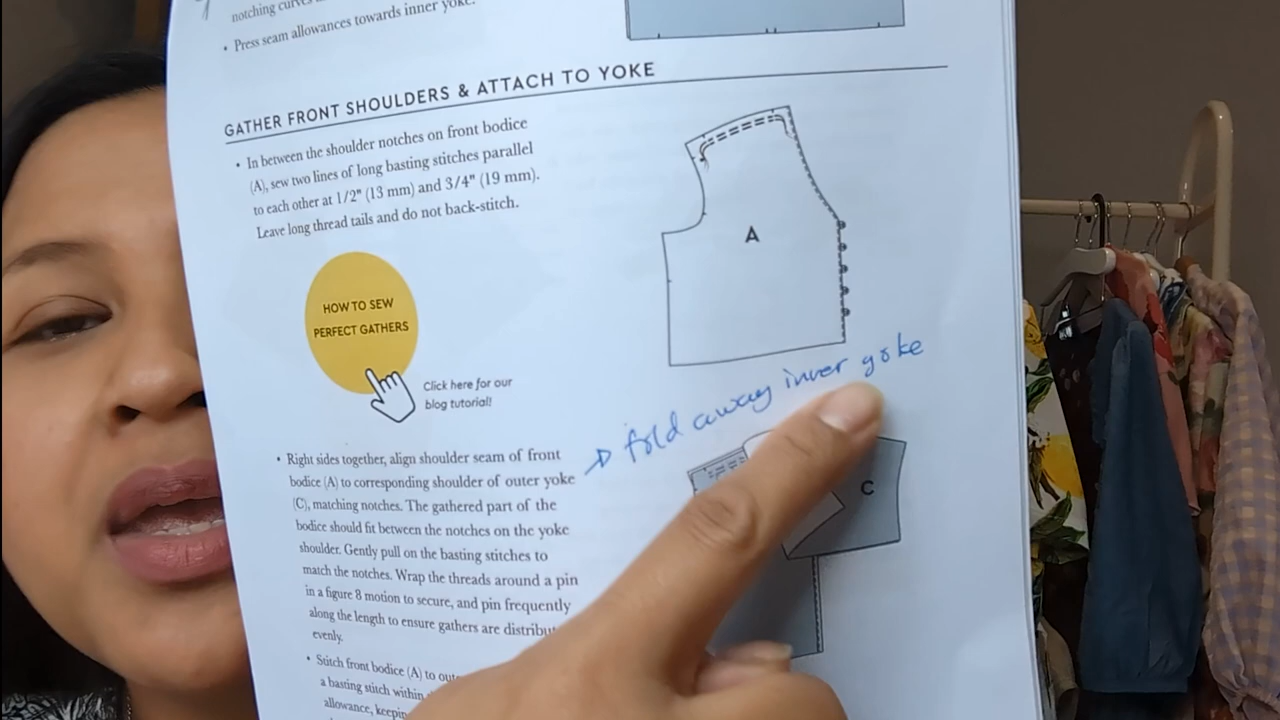 notching curves
• Press seam allowances towards inner yoke.
GATHER FRONT SHOULDERS & ATTACH TO YOKE
• In between the shoulder notches on front bodice
(A), sew two lines of long basting stitches parallel
to each other at 1/2" (13 mm) and 3/4" (19 mm).
Leave long thread tails and do not back-stitch.
A
HOW TO SEW
PERFECT GATHERS
Click here for our
blog tutorial!
fold away inner yoke
• Right sides together, align shoulder seam of front
bodice (A) to corresponding shoulder of outer yoke
(C), matching notches. The gathered part of the
bodice should fit between the notches on the yoke
shoulder. Gently pull on the basting stitches to
match the notches. Wrap the threads around a pin
in a figure 8 motion to secure, and pin frequently
along the length to ensure gathers are
evenly.
C
• Stitch front bodice (A) to
a basting stitch within
allowance,